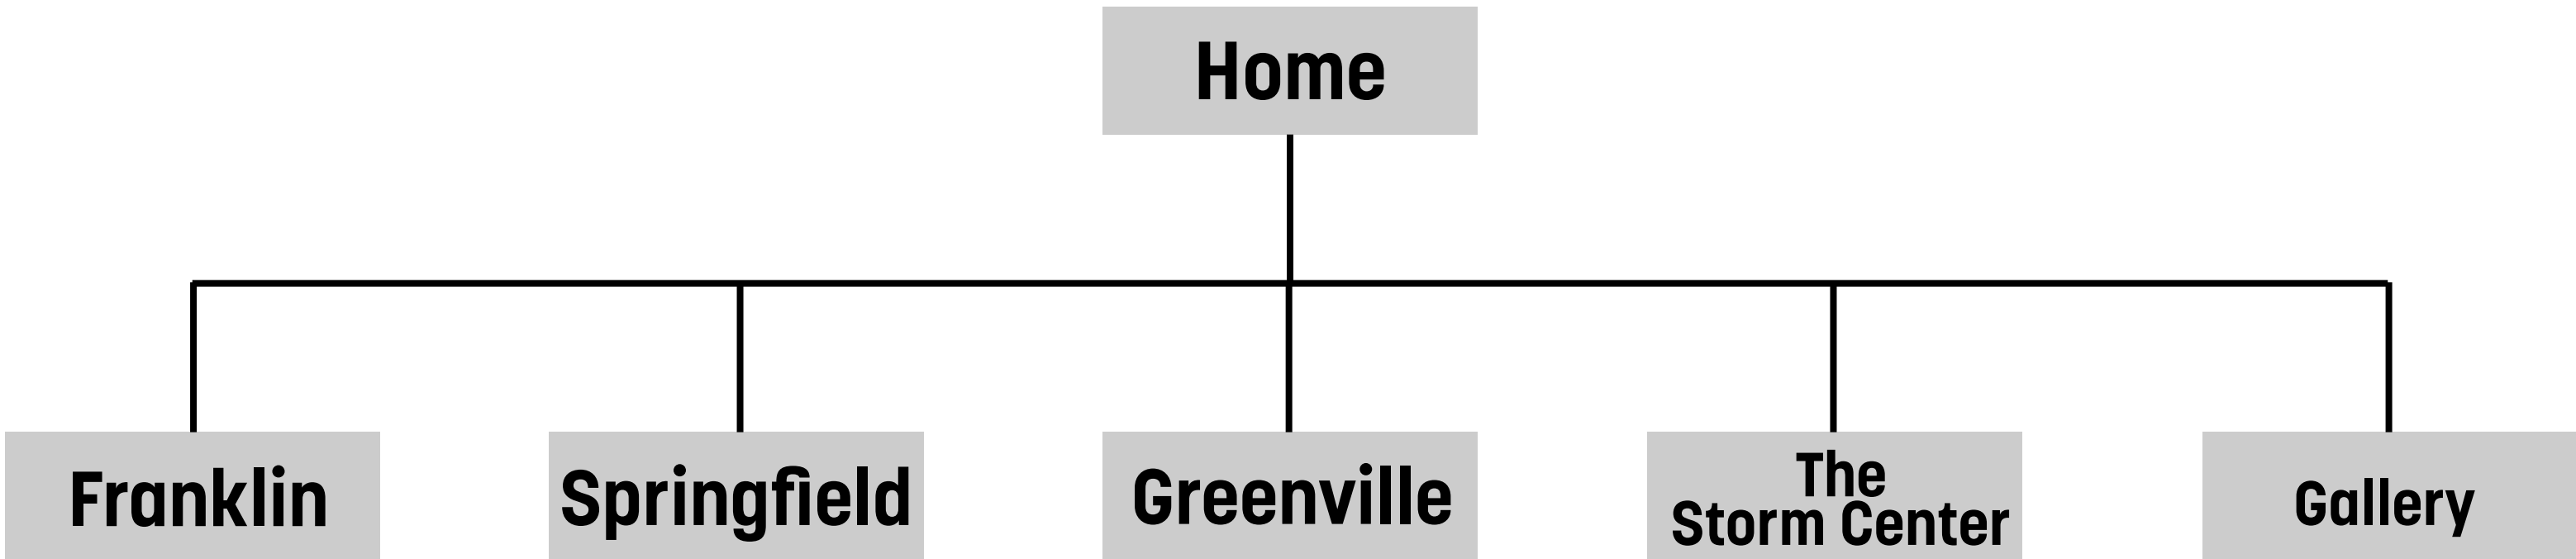 Home
Franklin
Springfield
Greenville
The
Storm Center
Gallery